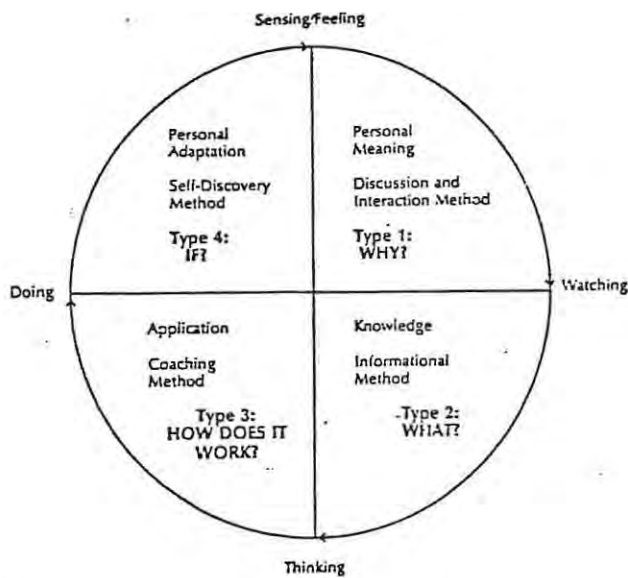 Sensing/Feeling
Personal
Adaptation
Self-Discovery
Method
Type 4:
IF?
Personal
Meaning
Discussion and
Interaction Method
Type 1:
WHY?
Doing
Watching
Application
Coaching
Method
Type 3:
HOW DOES IT
WORK?
Knowledge
Informational
Method
Type 2:
WHAT?
Thinking